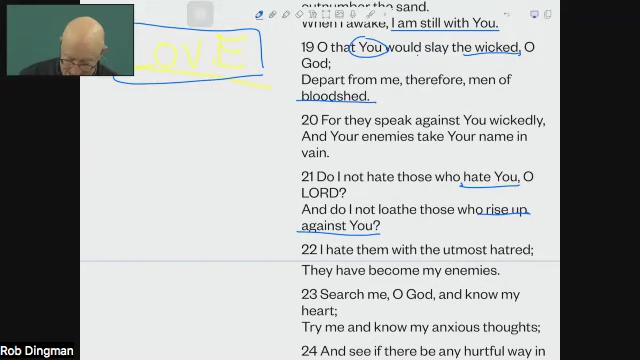 outnumber the sand.
When I awake, I am still with You.
LOVE
19 O that You would slay the wicked, O
God;
Depart from me, therefore, men of
bloodshed.
20 For they speak against You wickedly,
And Your enemies take Your name in
vain.
21 Do I not hate those who hate You, O
LORD?
And do I not loathe those who rise up
against You?
22 I hate them with the utmost hatred;
They have become my enemies.
23 Search me, O God, and know my
heart;
Try me and know my anxious thoughts;
24 And see if there be any hurtful way in
Rob Dingman